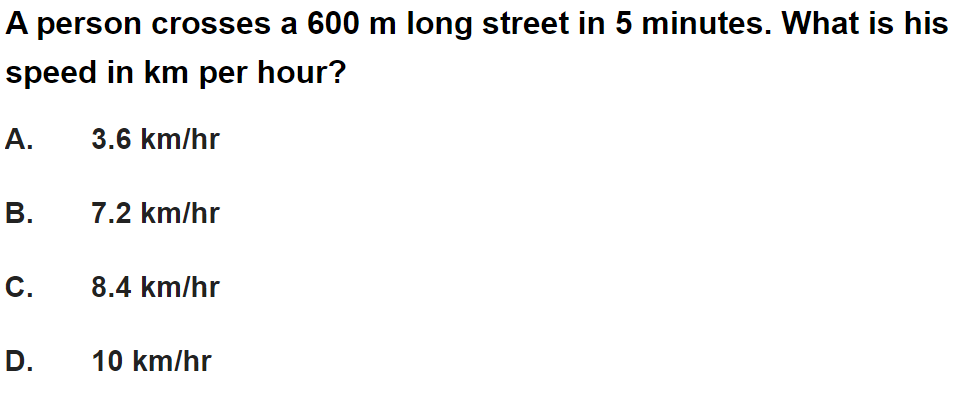 A person crosses a 600 m long street in 5 minutes. What is his
speed in km per hour?
A. 3.6 km/hr
B. 7.2 km/hr
C. 8.4 km/hr
D. 10 km/hr